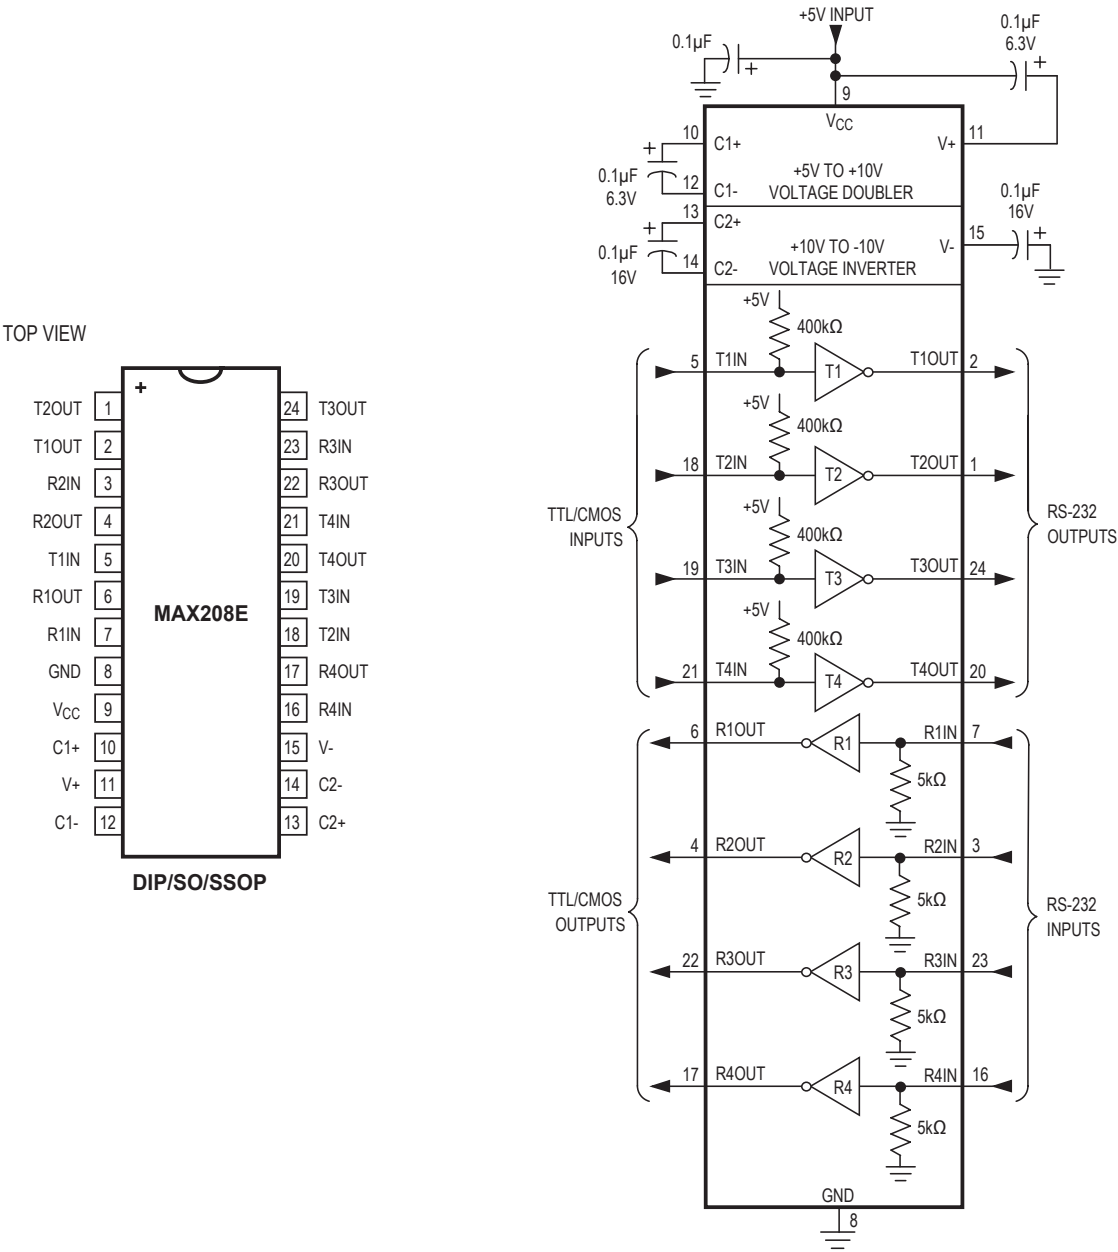 TOP VIEW
+
T2OUT 1
T1OUT 2
R2IN 3
R2OUT 4
T1IN 5
R1OUT 6
R1IN 7
GND 8
VCC 9
C1+ 10
V+ 11
C1- 12
MAX208E
24 T3OUT
23 R3IN
22 R3OUT
21 T4IN
20 T4OUT
19 T3IN
18 T2IN
17 R4OUT
16 R4IN
15 V-
14 C2-
13 C2+
DIP/SO/SSOP
+5V INPUT
0.1µF
+
0.1µF
6.3V
+
9
VCC
10 C1+
V+ 11
+
0.1µF
6.3V
12 C1-
+5V TO +10V
VOLTAGE DOUBLER
13 C2+
+
0.1µF
16V
14 C2-
+10V TO -10V
VOLTAGE INVERTER
V- 15
0.1µF
16V
+
TTL/CMOS
INPUTS
+5V
400kΩ
5 T1IN T1 T1OUT 2
+5V
400kΩ
18 T2IN T2 T2OUT 1
+5V
400kΩ
19 T3IN T3 T3OUT 24
+5V
400kΩ
21 T4IN T4 T4OUT 20
RS-232
OUTPUTS
TTL/CMOS
OUTPUTS
6 R1OUT R1 R1IN 7
5kΩ
4 R2OUT R2 R2IN 3
5kΩ
22 R3OUT R3 R3IN 23
5kΩ
17 R4OUT R4 R4IN 16
5kΩ
RS-232
INPUTS
GND
8